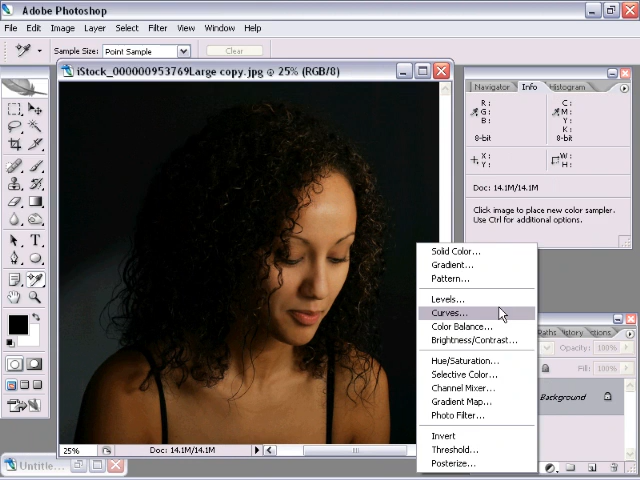 Adobe Photoshop
File Edit Image Layer Select Filter View Window Help
Sample Size: Point Sample Clear
iStock_000000953769Large copy.jpg @ 25% (RGB/8)
Navigator Info Histogram
R : C :
G : M :
B : Y :
K :
8-bit 8-bit
X : W :
Y : H :
Doc: 14.1M/14.1M
Click image to place new color sampler.
Use Ctrl for additional options.
Solid Color...
Gradient...
Pattern...
Levels...
Curves...
Color Balance...
Brightness/Contrast...
Hue/Saturation...
Selective Color...
Channel Mixer...
Gradient Map...
Photo Filter...
Invert
Threshold...
Posterize...
Paths History Actions
Opacity: 100%
Fill: 100%
Background
25% Doc: 14.1M/14.1M
Untitle...